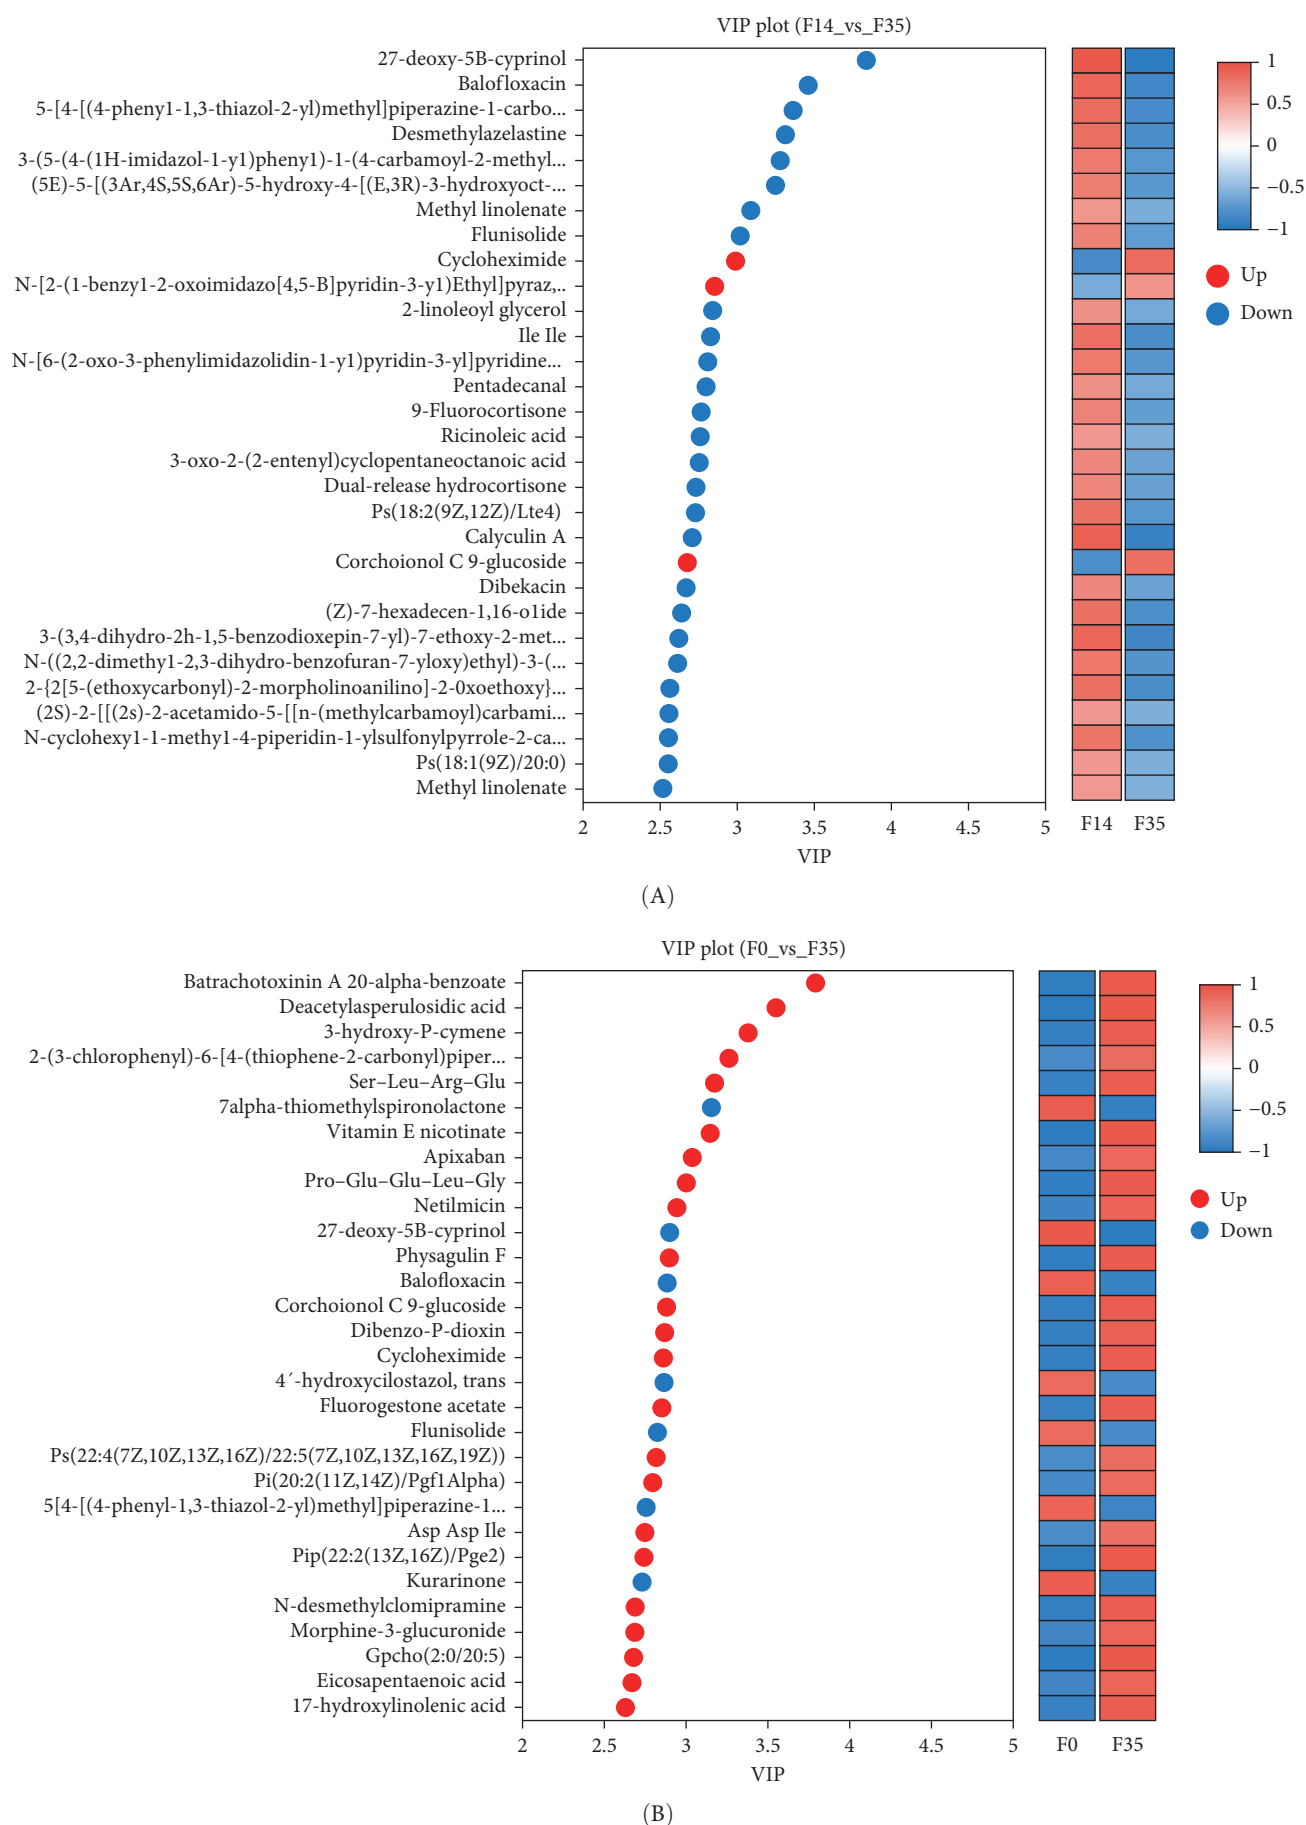 VIP plot (F14_vs_F35)
27-deoxy-5B-cyprinol
Balofloxacin
5-[4-[(4-pheny1-1,3-thiazol-2-yl)methyl]piperazine-1-carbo...
Desmethylazelastine
3-(5-(4-(1H-imidazol-1-y1)pheny1)-1-(4-carbamoyl-2-methyl...
(5E)-5-[(3Ar,4S,5S,6Ar)-5-hydroxy-4-[(E,3R)-3-hydroxyoct-...
Methyl linolenate
Flunisolide
Cycloheximide
N-[2-(1-benzy1-2-oxoimidazo[4,5-B]pyridin-3-y1)Ethyl]pyraz,..
2-linoleoyl glycerol
Ile Ile
N-[6-(2-oxo-3-phenylimidazolidin-1-y1)pyridin-3-yl]pyridine...
Pentadecanal
9-Fluorocortisone
Ricinoleic acid
3-oxo-2-(2-entenyl)cyclopentaneoctanoic acid
Dual-release hydrocortisone
Ps(18:2(9Z,12Z)/Lte4)
Calyculin A
Corchoionol C 9-glucoside
Dibekacin
(Z)-7-hexadecen-1,16-o1ide
3-(3,4-dihydro-2h-1,5-benzodioxepin-7-yl)-7-ethoxy-2-met...
N-((2,2-dimethy1-2,3-dihydro-benzofuran-7-yloxy)ethyl)-3-(...
2-{2[5-(ethoxycarbonyl)-2-morpholinoanilino]-2-0xoethoxy}...
(2S)-2-[[(2s)-2-acetamido-5-[[n-(methylcarbamoyl)carbami...
N-cyclohexy1-1-methy1-4-piperidin-1-ylsulfonylpyrrole-2-ca...
Ps(18:1(9Z)/20:0)
Methyl linolenate
2 2.5 3 3.5 4 4.5 5
VIP
F14 F35
1
0.5
0
−0.5
−1
Up
Down
(A)
VIP plot (F0_vs_F35)
Batrachotoxinin A 20-alpha-benzoate
Deacetylasperulosidic acid
3-hydroxy-P-cymene
2-(3-chlorophenyl)-6-[4-(thiophene-2-carbonyl)piper...
Ser–Leu–Arg–Glu
7alpha-thiomethylspironolactone
Vitamin E nicotinate
Apixaban
Pro–Glu–Glu–Leu–Gly
Netilmicin
27-deoxy-5B-cyprinol
Physagulin F
Balofloxacin
Corchoionol C 9-glucoside
Dibenzo-P-dioxin
Cycloheximide
4´-hydroxycilostazol, trans
Fluorogestone acetate
Flunisolide
Ps(22:4(7Z,10Z,13Z,16Z)/22:5(7Z,10Z,13Z,16Z,19Z))
Pi(20:2(11Z,14Z)/Pgf1Alpha)
5[4-[(4-phenyl-1,3-thiazol-2-yl)methyl]piperazine-1...
Asp Asp Ile
Pip(22:2(13Z,16Z)/Pge2)
Kurarinone
N-desmethylclomipramine
Morphine-3-glucuronide
Gpcho(2:0/20:5)
Eicosapentaenoic acid
17-hydroxylinolenic acid
2 2.5 3 3.5 4 4.5 5
VIP
F0 F35
1
0.5
0
−0.5
−1
Up
Down
(B)